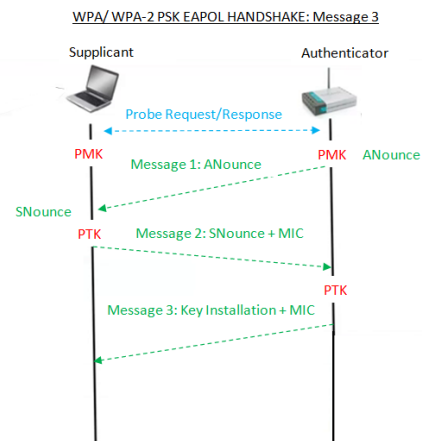 WPA/ WPA-2 PSK EAPOL HANDSHAKE: Message 3
Supplicant
Authenticator
Probe Request/Response
PMK
PMK
ANounce
Message 1: ANounce
SNounce
PTK
Message 2: SNounce + MIC
PTK
Message 3: Key Installation + MIC